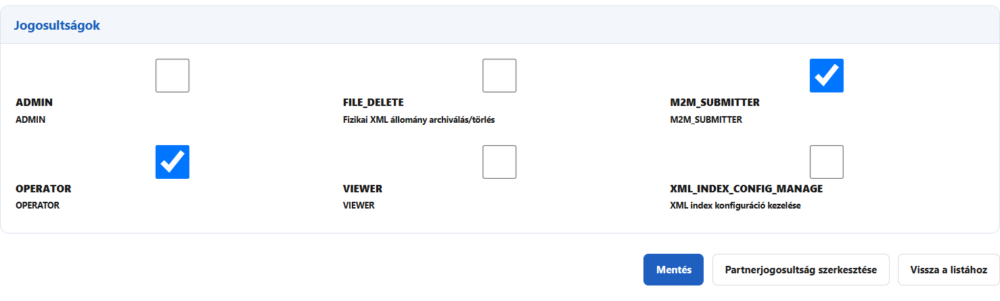 Jogosultságok
ADMIN
ADMIN
FILE_DELETE
Fizikai XML állomány archiválás/törlés
M2M_SUBMITTER
M2M_SUBMITTER
OPERATOR
OPERATOR
VIEWER
VIEWER
XML_INDEX_CONFIG_MANAGE
XML index konfiguráció kezelése
Mentés
Partnerjogosultság szerkesztése
Vissza a listához